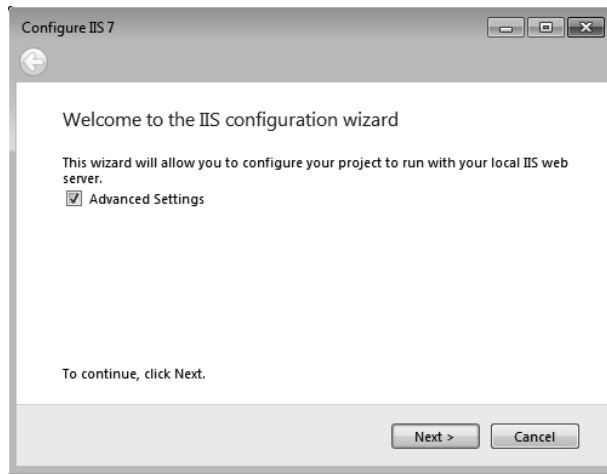 Configure IIS 7
Welcome to the IIS configuration wizard
This wizard will allow you to configure your project to run with your local IIS web
server.
Advanced Settings
To continue, click Next.
Next >
Cancel